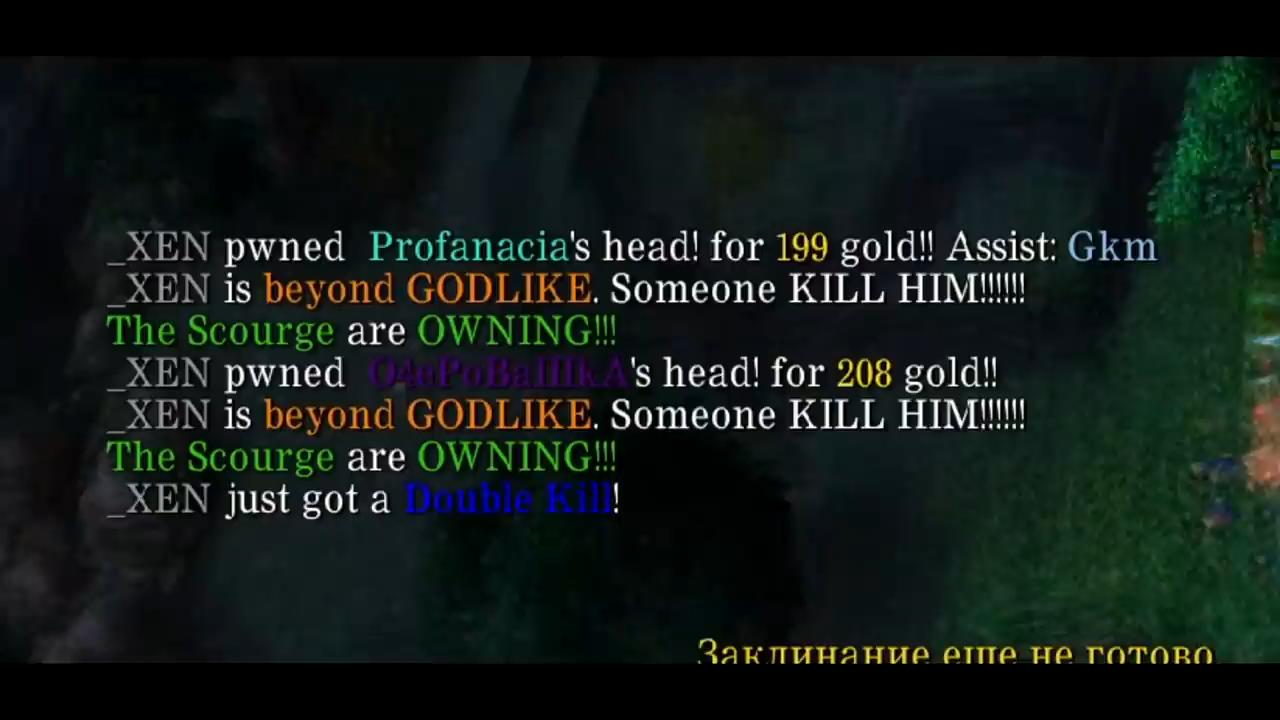 _XEN pwned Profanacia's head! for 199 gold!! Assist: Gkm
_XEN is beyond GODLIKE. Someone KILL HIM!!!!!!
The Scourge are OWNING!!!
_XEN pwned O4ePoBaIIIkA's head! for 208 gold!!
_XEN is beyond GODLIKE. Someone KILL HIM!!!!!!
The Scourge are OWNING!!!
_XEN just got a Double Kill!
Заклинание еще не готово